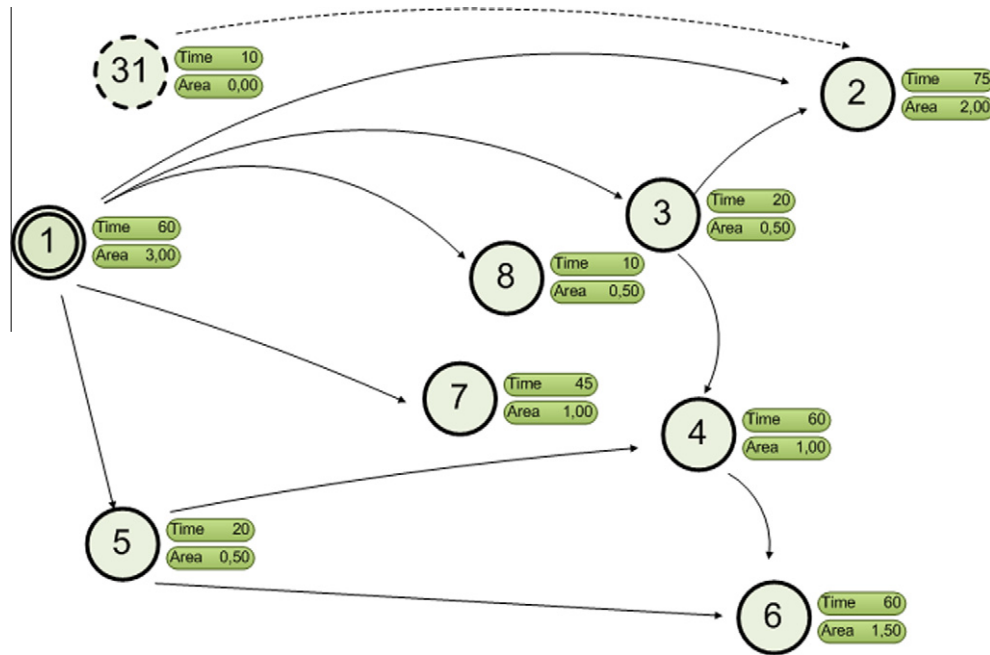 31
Time 10
Area 0,00
2
Time 75
Area 2,00
3
Time 20
Area 0,50
1
Time 60
Area 3,00
8
Time 10
Area 0,50
7
Time 45
Area 1,00
4
Time 60
Area 1,00
5
Time 20
Area 0,50
6
Time 60
Area 1,50